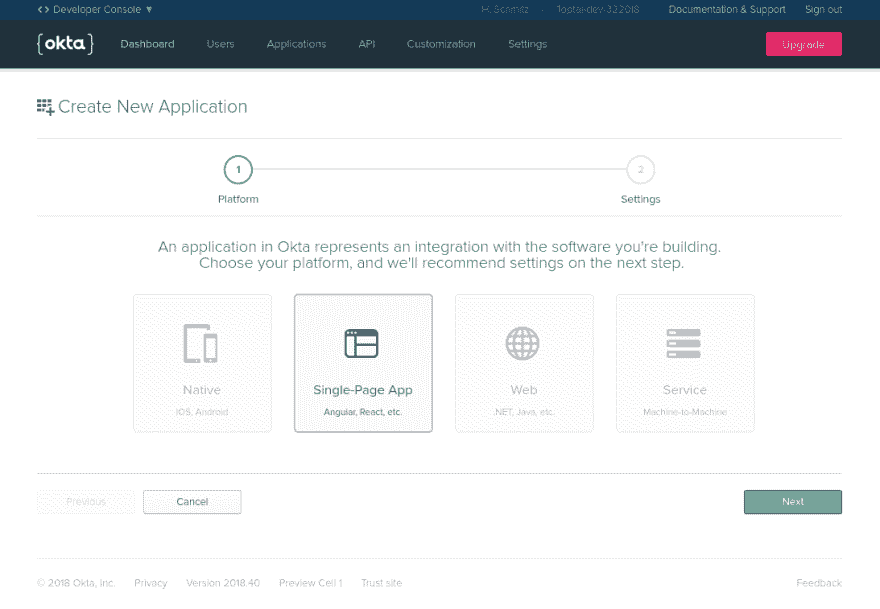 <> Developer Console ▼ H. Schmitz Toptal-dev-322018 Documentation & Support Sign out
{okta} Dashboard Users Applications API Customization Settings Upgrade
Create New Application
1 2
Platform Settings
An application in Okta represents an integration with the software you're building.
Choose your platform, and we'll recommend settings on the next step.
Native Single-Page App Web Service
iOS, Android Angular, React, etc. .NET, Java, etc. Machine-to-Machine
Previous Cancel Next
© 2018 Okta, Inc. Privacy Version 2018.40 Preview Cell 1 Trust site Feedback